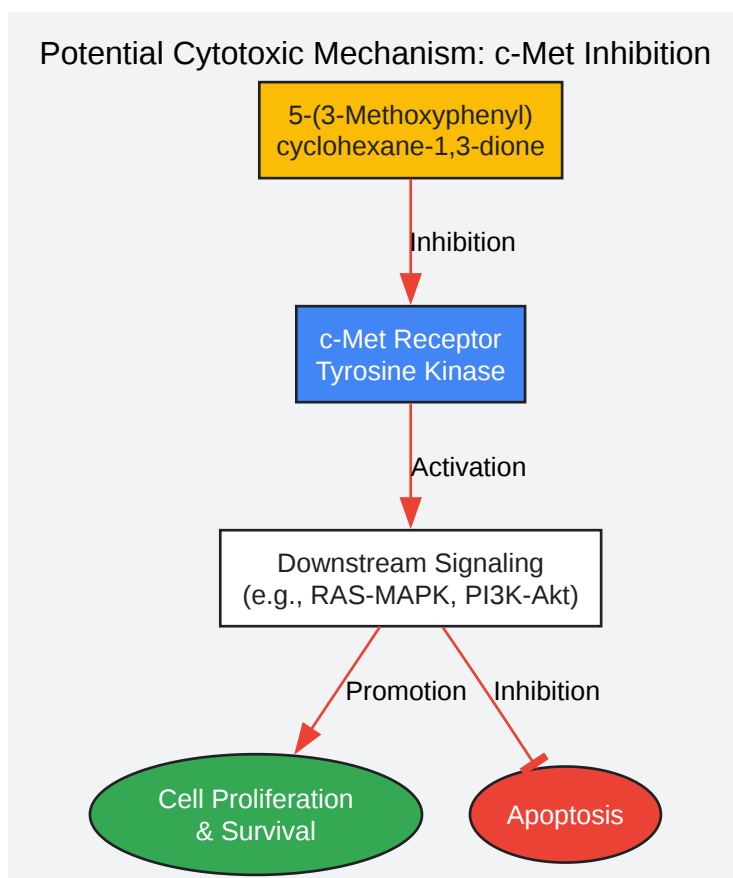 Potential Cytotoxic Mechanism: c-Met Inhibition
5-(3-Methoxyphenyl)
cyclohexane-1,3-dione
Inhibition
c-Met Receptor
Tyrosine Kinase
Activation
Downstream Signaling
(e.g., RAS-MAPK, PI3K-Akt)
Promotion
Inhibition
Cell Proliferation
& Survival
Apoptosis